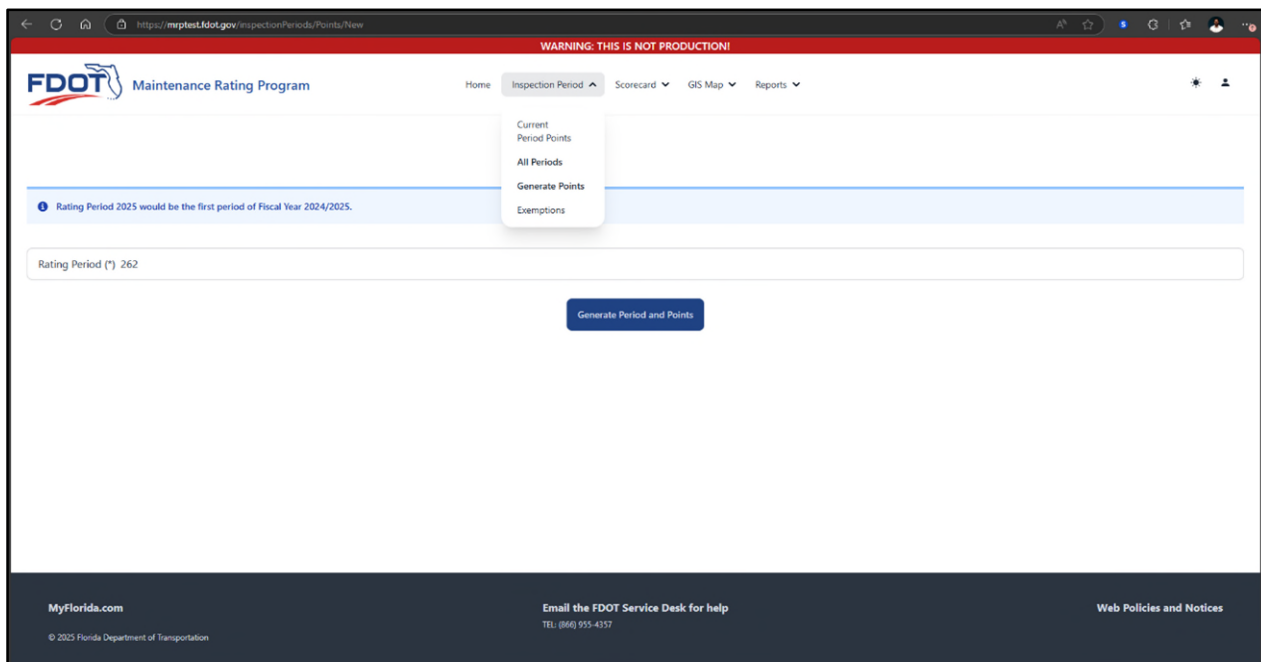 https://mrptest.fdot.gov/inspectionPeriods/Points/New
WARNING: THIS IS NOT PRODUCTION!
FDOT Maintenance Rating Program Home Inspection Period Scorecard GIS Map Reports
Current
Period Points
All Periods
Generate Points
Exemptions
Rating Period 2025 would be the first period of Fiscal Year 2024/2025.
Rating Period (*) 262
Generate Period and Points
MyFlorida.com Email the FDOT Service Desk for help Web Policies and Notices
TEL: (866) 955-4357
© 2025 Florida Department of Transportation